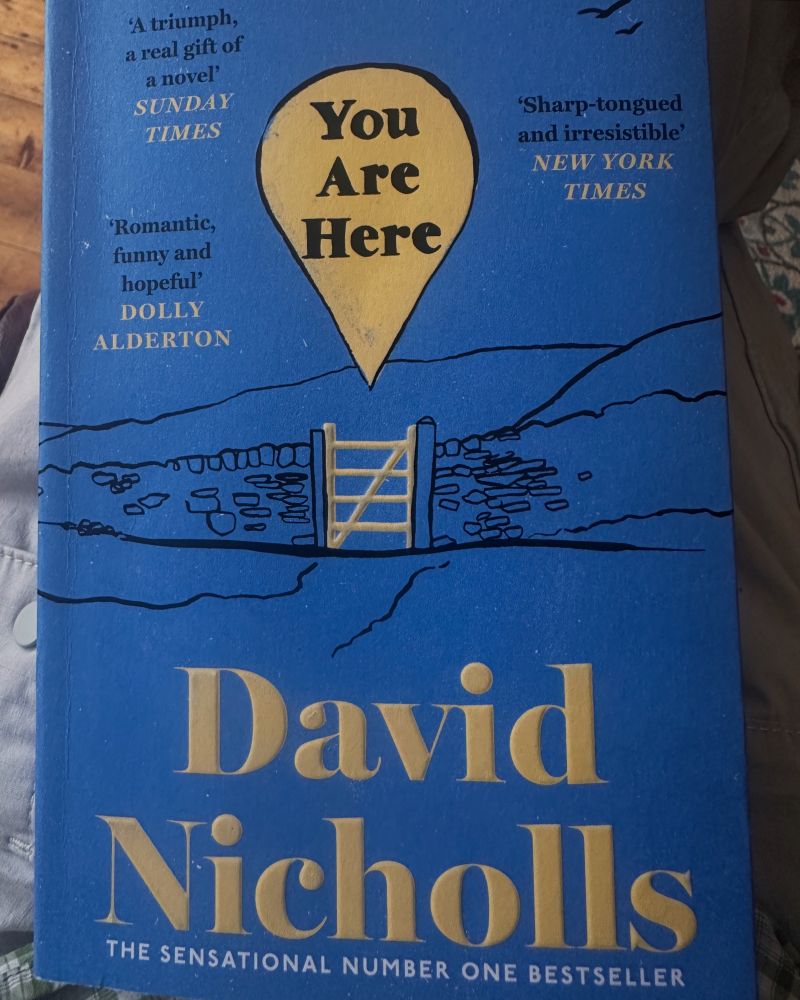 ‘A triumph,
a real gift of
a novel’
SUNDAY
TIMES
You
Are
Here
‘Sharp-tongued
and irresistible’
NEW YORK
TIMES
‘Romantic,
funny and
hopeful’
DOLLY
ALDERTON
David
Nicholls
THE SENSATIONAL NUMBER ONE BESTSELLER